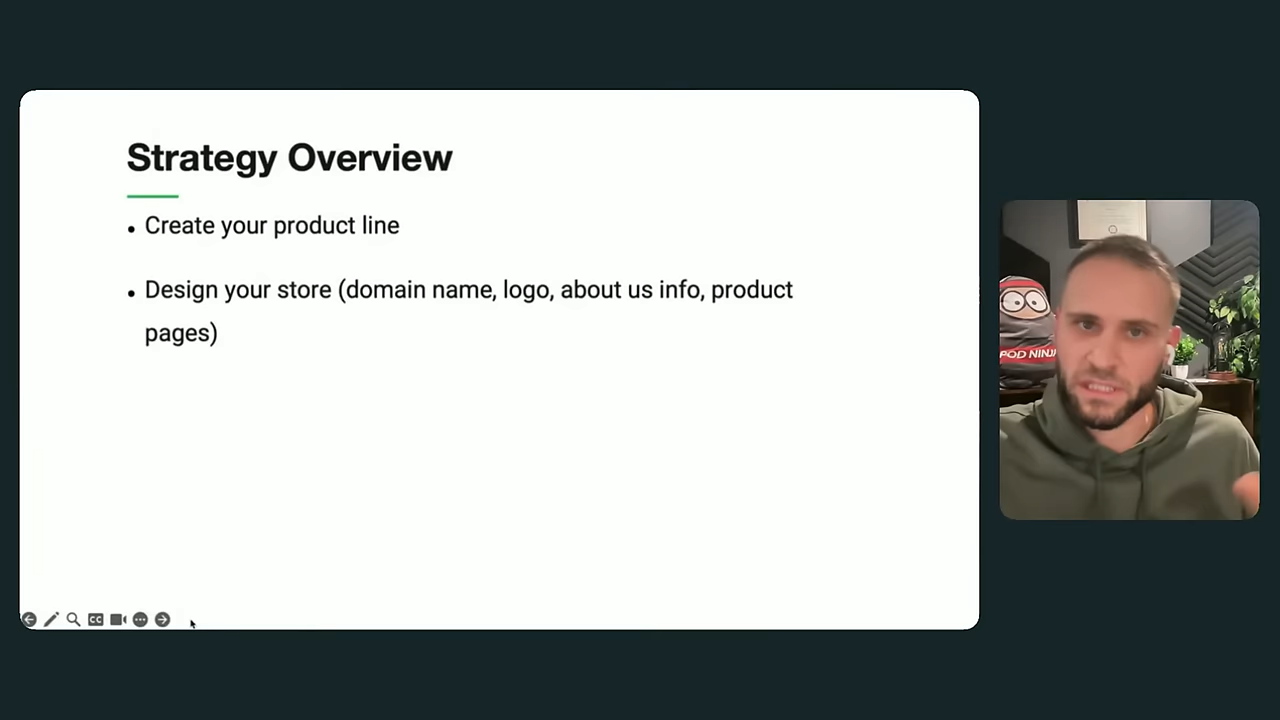 Strategy Overview
• Create your product line
• Design your store (domain name, logo, about us info, product
pages)
CC
POD NINJ